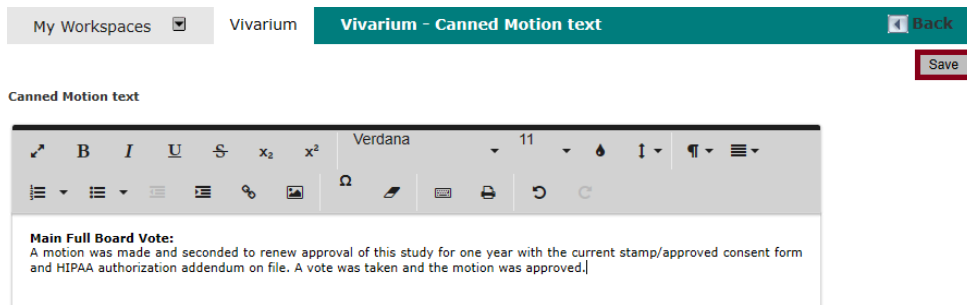 My Workspaces Vivarium Vivarium - Canned Motion text Back
Save
Canned Motion text
B I U S x₂ x² Verdana 11 ¶
Ω
Main Full Board Vote:
A motion was made and seconded to renew approval of this study for one year with the current stamp/approved consent form
and HIPAA authorization addendum on file. A vote was taken and the motion was approved.